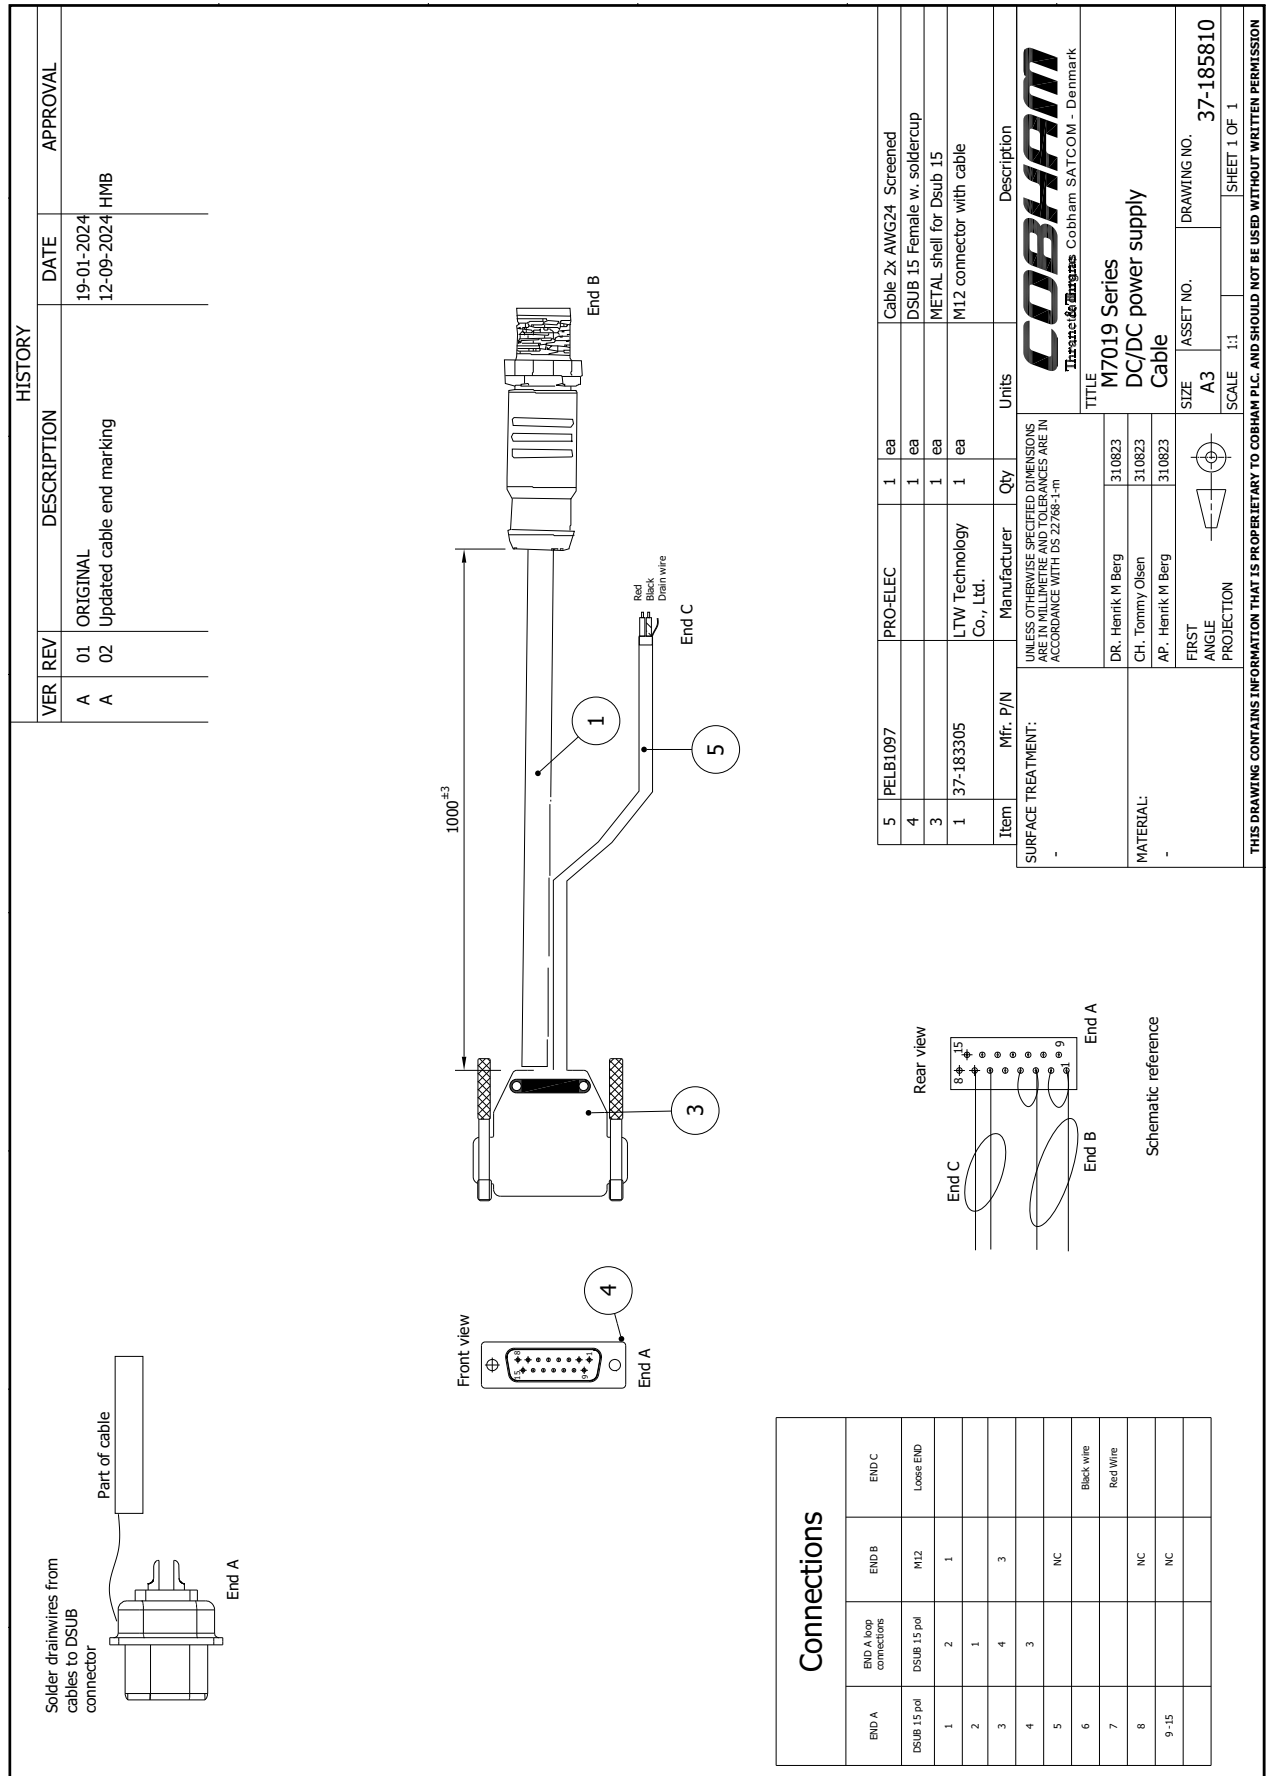 HISTORY
VER REV DESCRIPTION DATE APPROVAL
A 01 ORIGINAL 19-01-2024
A 02 Updated cable end marking 12-09-2024 HMB
Solder drainwires from
cables to DSUB
connector
Part of cable
End A
Front view
15 8
9 1
End A
4
1000±3
3
1
5
Red
Black
Drain wire
End C
End B
Connections
END A END A loop connections END B END C
DSUB 15 pol DSUB 15 pol M12 Loose END
1 2 1
2 1
3 4 3
4 3
5 NC
6 Black wire
7 Red Wire
8 NC
9 -15 NC
Rear view
8 15
1 9
End C
End B
End A
Schematic reference
5 PELB1097 PRO-ELEC 1 ea Cable 2x AWG24 Screened
4 1 ea DSUB 15 Female w. soldercup
3 1 ea METAL shell for Dsub 15
1 37-183305 LTW Technology Co., Ltd. 1 ea M12 connector with cable
Item Mfr. P/N Manufacturer Qty Units Description
SURFACE TREATMENT:
-
MATERIAL:
-
UNLESS OTHERWISE SPECIFIED DIMENSIONS
ARE IN MILLIMETRE AND TOLERANCES ARE IN
ACCORDANCE WITH DS 22768-1-m
DR. Henrik M Berg 310823
CH. Tommy Olsen 310823
AP. Henrik M Berg 310823
FIRST
ANGLE
PROJECTION
COBHAM
Cobham SATCOM - Denmark
TITLE
M7019 Series
DC/DC power supply
Cable
SIZE
A3
ASSET NO.
DRAWING NO.
37-185810
SCALE 1:1
SHEET 1 OF 1
THIS DRAWING CONTAINS INFORMATION THAT IS PROPERIETARY TO COBHAM PLC. AND SHOULD NOT BE USED WITHOUT WRITTEN PERMISSION